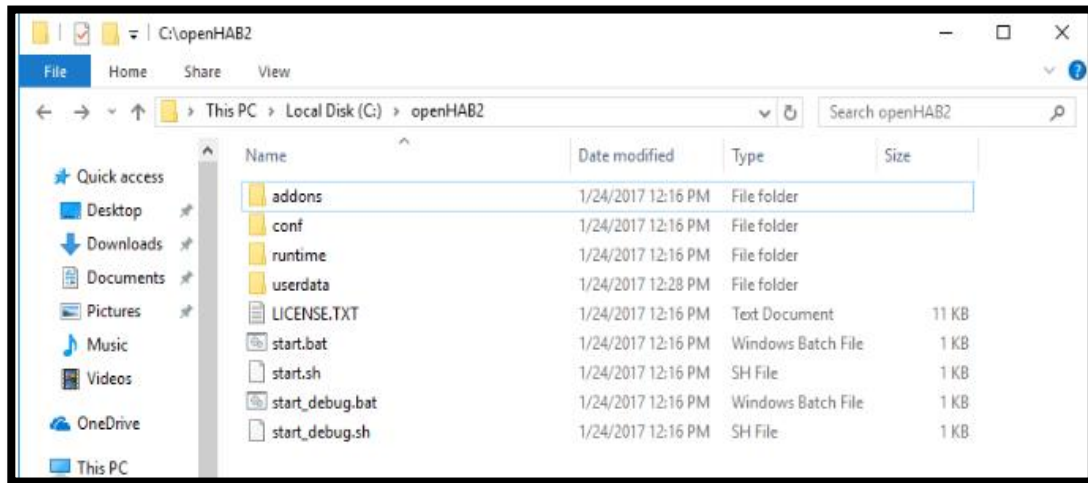 C:\openHAB2
File Home Share View
This PC > Local Disk (C:) > openHAB2 Search openHAB2
Name Date modified Type Size
Quick access
Desktop
Downloads
Documents
Pictures
Music
Videos
OneDrive
This PC
addons 1/24/2017 12:16 PM File folder
conf 1/24/2017 12:16 PM File folder
runtime 1/24/2017 12:16 PM File folder
userdata 1/24/2017 12:28 PM File folder
LICENSE.TXT 1/24/2017 12:16 PM Text Document 11 KB
start.bat 1/24/2017 12:16 PM Windows Batch File 1 KB
start.sh 1/24/2017 12:16 PM SH File 1 KB
start_debug.bat 1/24/2017 12:16 PM Windows Batch File 1 KB
start_debug.sh 1/24/2017 12:16 PM SH File 1 KB